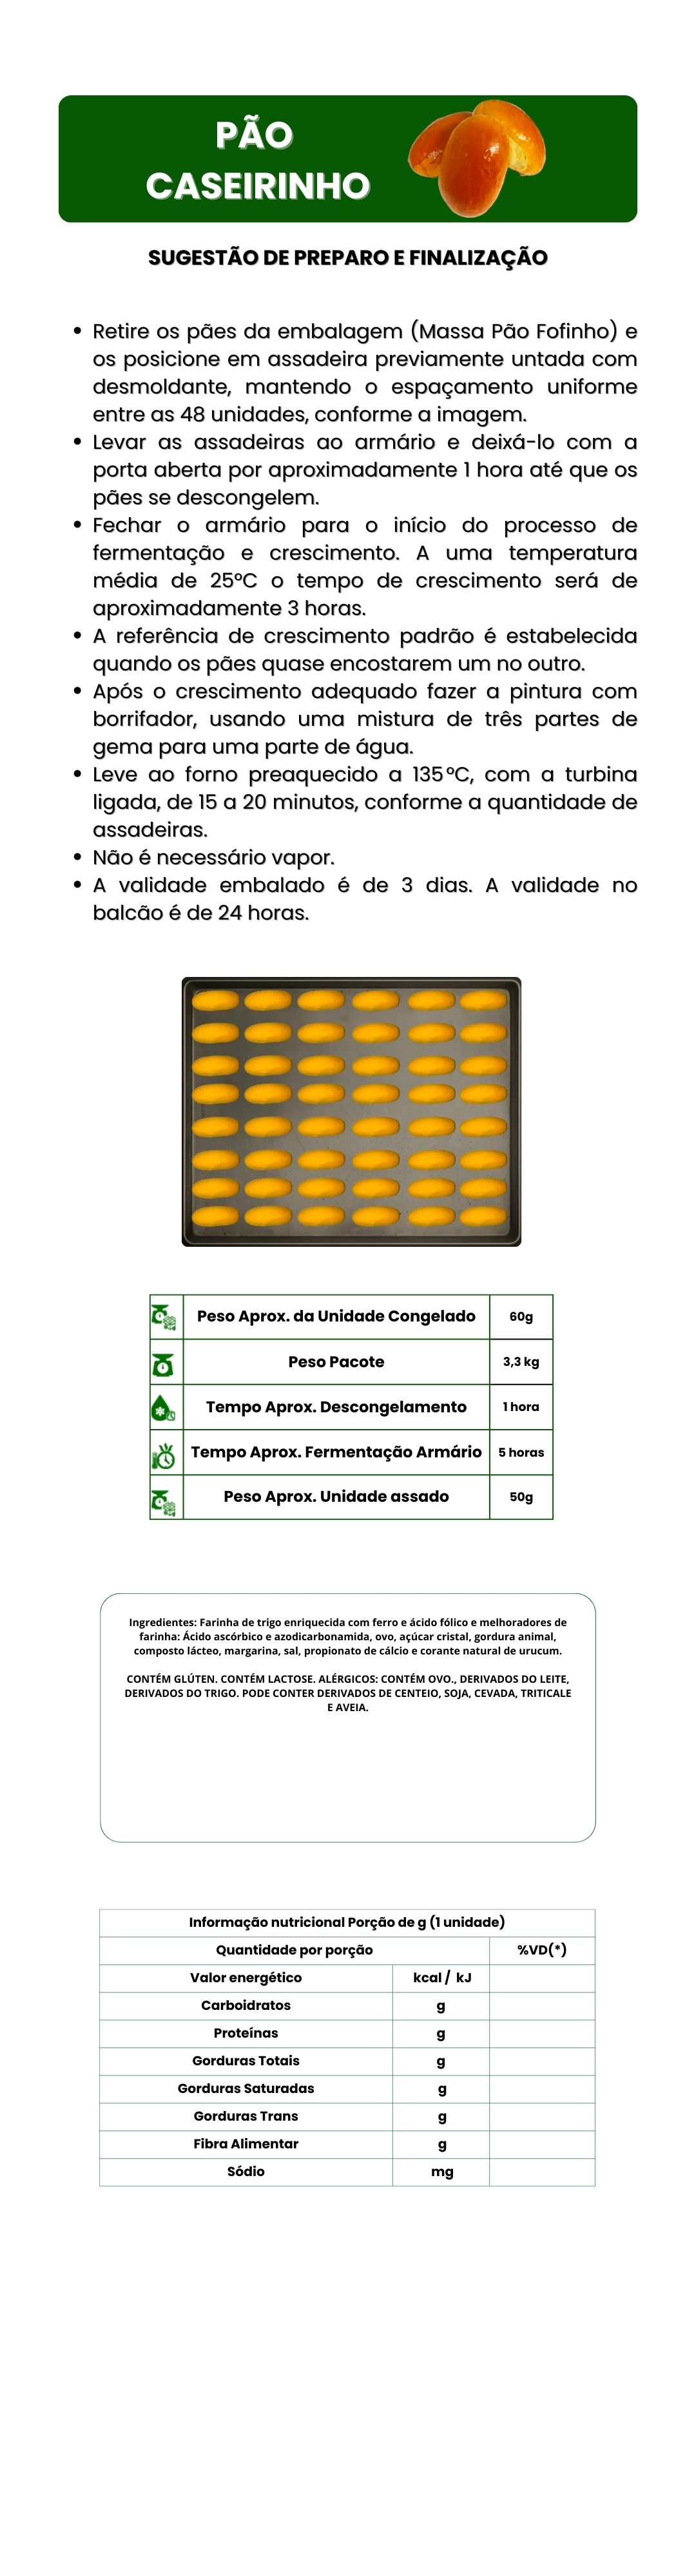 PÃO
CASEIRINHO
SUGESTÃO DE PREPARO E FINALIZAÇÃO
• Retire os pães da embalagem (Massa Pão Fofinho) e
os posicione em assadeira previamente untada com
desmoldante, mantendo o espaçamento uniforme
entre as 48 unidades, conforme a imagem.
• Levar as assadeiras ao armário e deixá-lo com a
porta aberta por aproximadamente 1 hora até que os
pães se descongelem.
• Fechar o armário para o início do processo de
fermentação e crescimento. A uma temperatura
média de 25ºC o tempo de crescimento será de
aproximadamente 3 horas.
• A referência de crescimento padrão é estabelecida
quando os pães quase encostarem um no outro.
• Após o crescimento adequado fazer a pintura com
borrifador, usando uma mistura de três partes de
gema para uma parte de água.
• Leve ao forno preaquecido a 135ºC, com a turbina
ligada, de 15 a 20 minutos, conforme a quantidade de
assadeiras.
• Não é necessário vapor.
• A validade embalado é de 3 dias. A validade no
balcão é de 24 horas.
Peso Aprox. da Unidade Congelado 60g
Peso Pacote 3,3 kg
Tempo Aprox. Descongelamento 1 hora
Tempo Aprox. Fermentação Armário 5 horas
Peso Aprox. Unidade assado 50g
Ingredientes: Farinha de trigo enriquecida com ferro e ácido fólico e melhoradores de
farinha: Ácido ascórbico e azodicarbonamida, ovo, açúcar cristal, gordura animal,
composto lácteo, margarina, sal, propionato de cálcio e corante natural de urucum.
CONTÉM GLÚTEN. CONTÉM LACTOSE. ALÉRGICOS: CONTÉM OVO., DERIVADOS DO LEITE,
DERIVADOS DO TRIGO. PODE CONTER DERIVADOS DE CENTEIO, SOJA, CEVADA, TRITICALE
E AVEIA.
Informação nutricional Porção de g (1 unidade)
Quantidade por porção %VD(*)
Valor energético kcal / kJ
Carboidratos g
Proteínas g
Gorduras Totais g
Gorduras Saturadas g
Gorduras Trans g
Fibra Alimentar g
Sódio mg